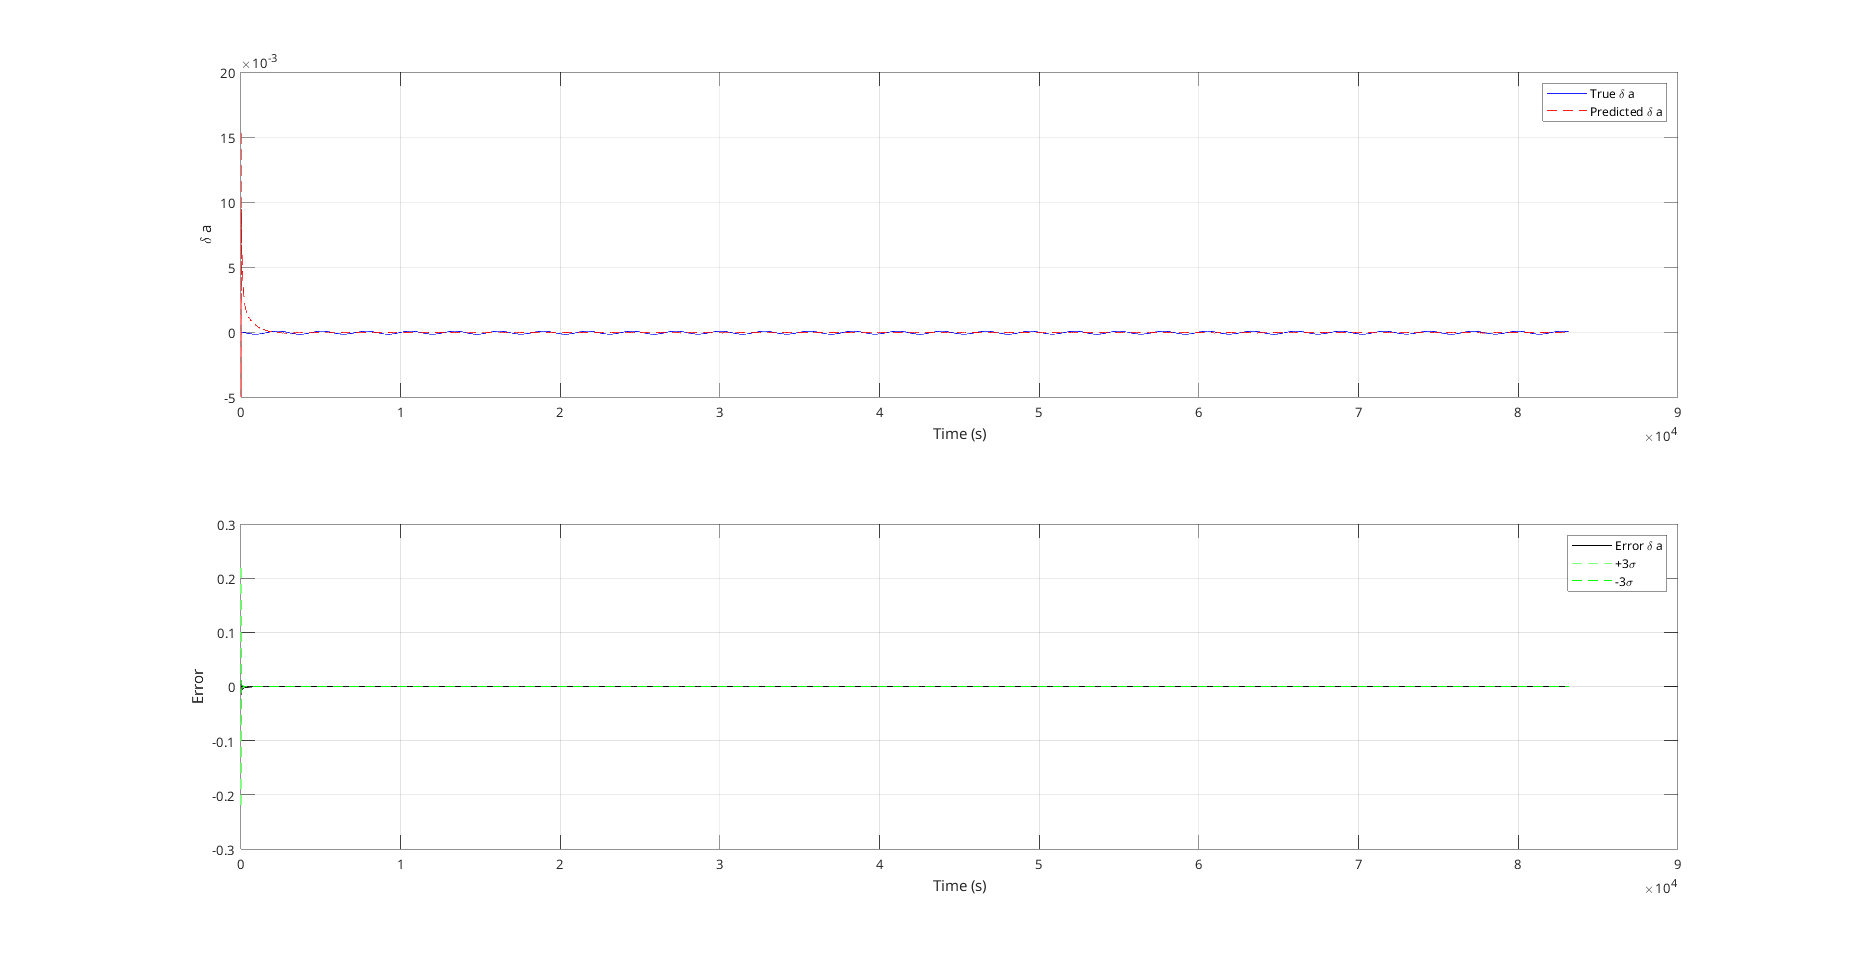 ×10-3
20
15
10
5
0
-5
δ a
True δ a
Predicted δ a
0 1 2 3 4 5 6 7 8 9
Time (s)
×104
0.3
0.2
0.1
0
-0.1
-0.2
-0.3
Error
Error δ a
+3σ
-3σ
0 1 2 3 4 5 6 7 8 9
Time (s)
×104